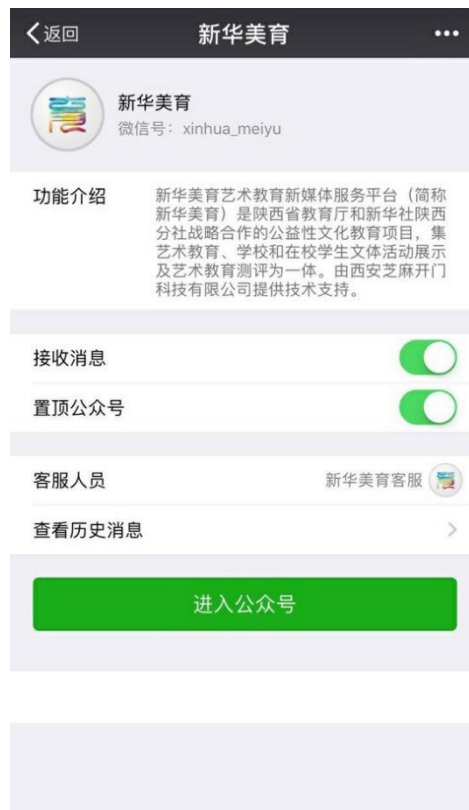 返回
新华美育
新华美育
微信号：xinhua_meiyu
功能介绍
新华美育艺术教育新媒体服务平台（简称
新华美育）是陕西省教育厅和新华社陕西
分社战略合作的公益性文化教育项目，集
艺术教育、学校和在校学生文体活动展示
及艺术教育测评为一体。由西安芝麻开门
科技有限公司提供技术支持。
接收消息
置顶公众号
客服人员
新华美育客服
查看历史消息
进入公众号